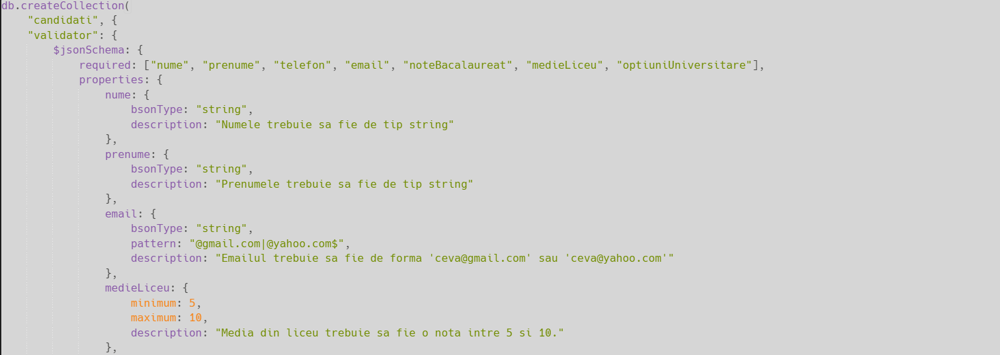 db.createCollection(
    "candidati", {
    "validator": {
        $jsonSchema: {
            required: ["nume", "prenume", "telefon", "email", "noteBacalaureat", "medieLiceu", "optiuniUniversitare"],
            properties: {
                nume: {
                    bsonType: "string",
                    description: "Numele trebuie sa fie de tip string"
                },
                prenume: {
                    bsonType: "string",
                    description: "Prenumele trebuie sa fie de tip string"
                },
                email: {
                    bsonType: "string",
                    pattern: "@gmail.com|@yahoo.com$",
                    description: "Emailul trebuie sa fie de forma 'ceva@gmail.com' sau 'ceva@yahoo.com'"
                },
                medieLiceu: {
                    minimum: 5,
                    maximum: 10,
                    description: "Media din liceu trebuie sa fie o nota intre 5 si 10."
                },